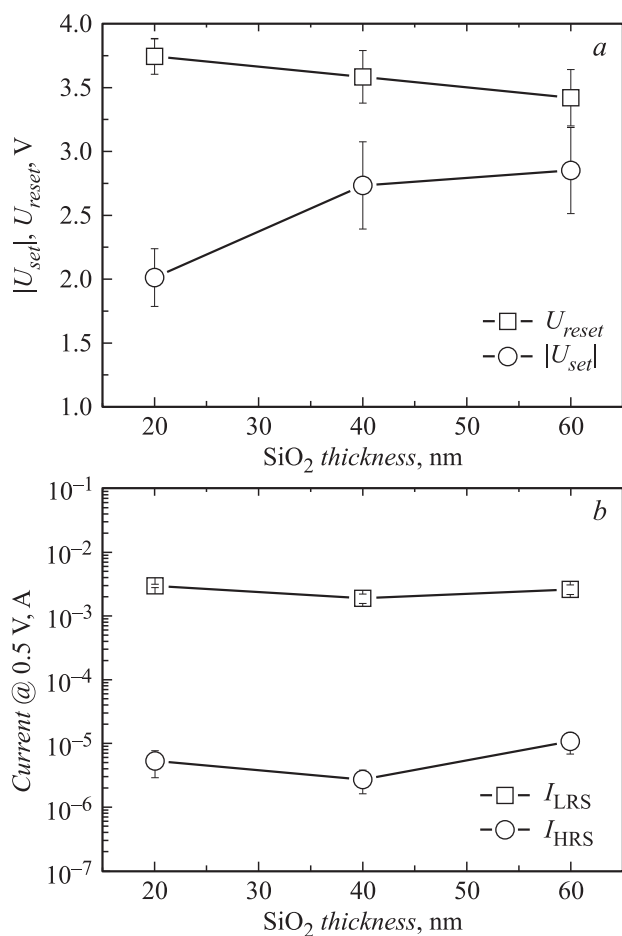 a
4.0
3.5
3.0
2.5
2.0
1.5
1.0
|U_set|, U_reset, V
U_reset
|U_set|
20 30 40 50 60
SiO₂ thickness, nm
b
10⁻¹
10⁻²
10⁻³
10⁻⁴
10⁻⁵
10⁻⁶
10⁻⁷
Current @ 0.5 V, A
I_LRS
I_HRS
20 30 40 50 60
SiO₂ thickness, nm